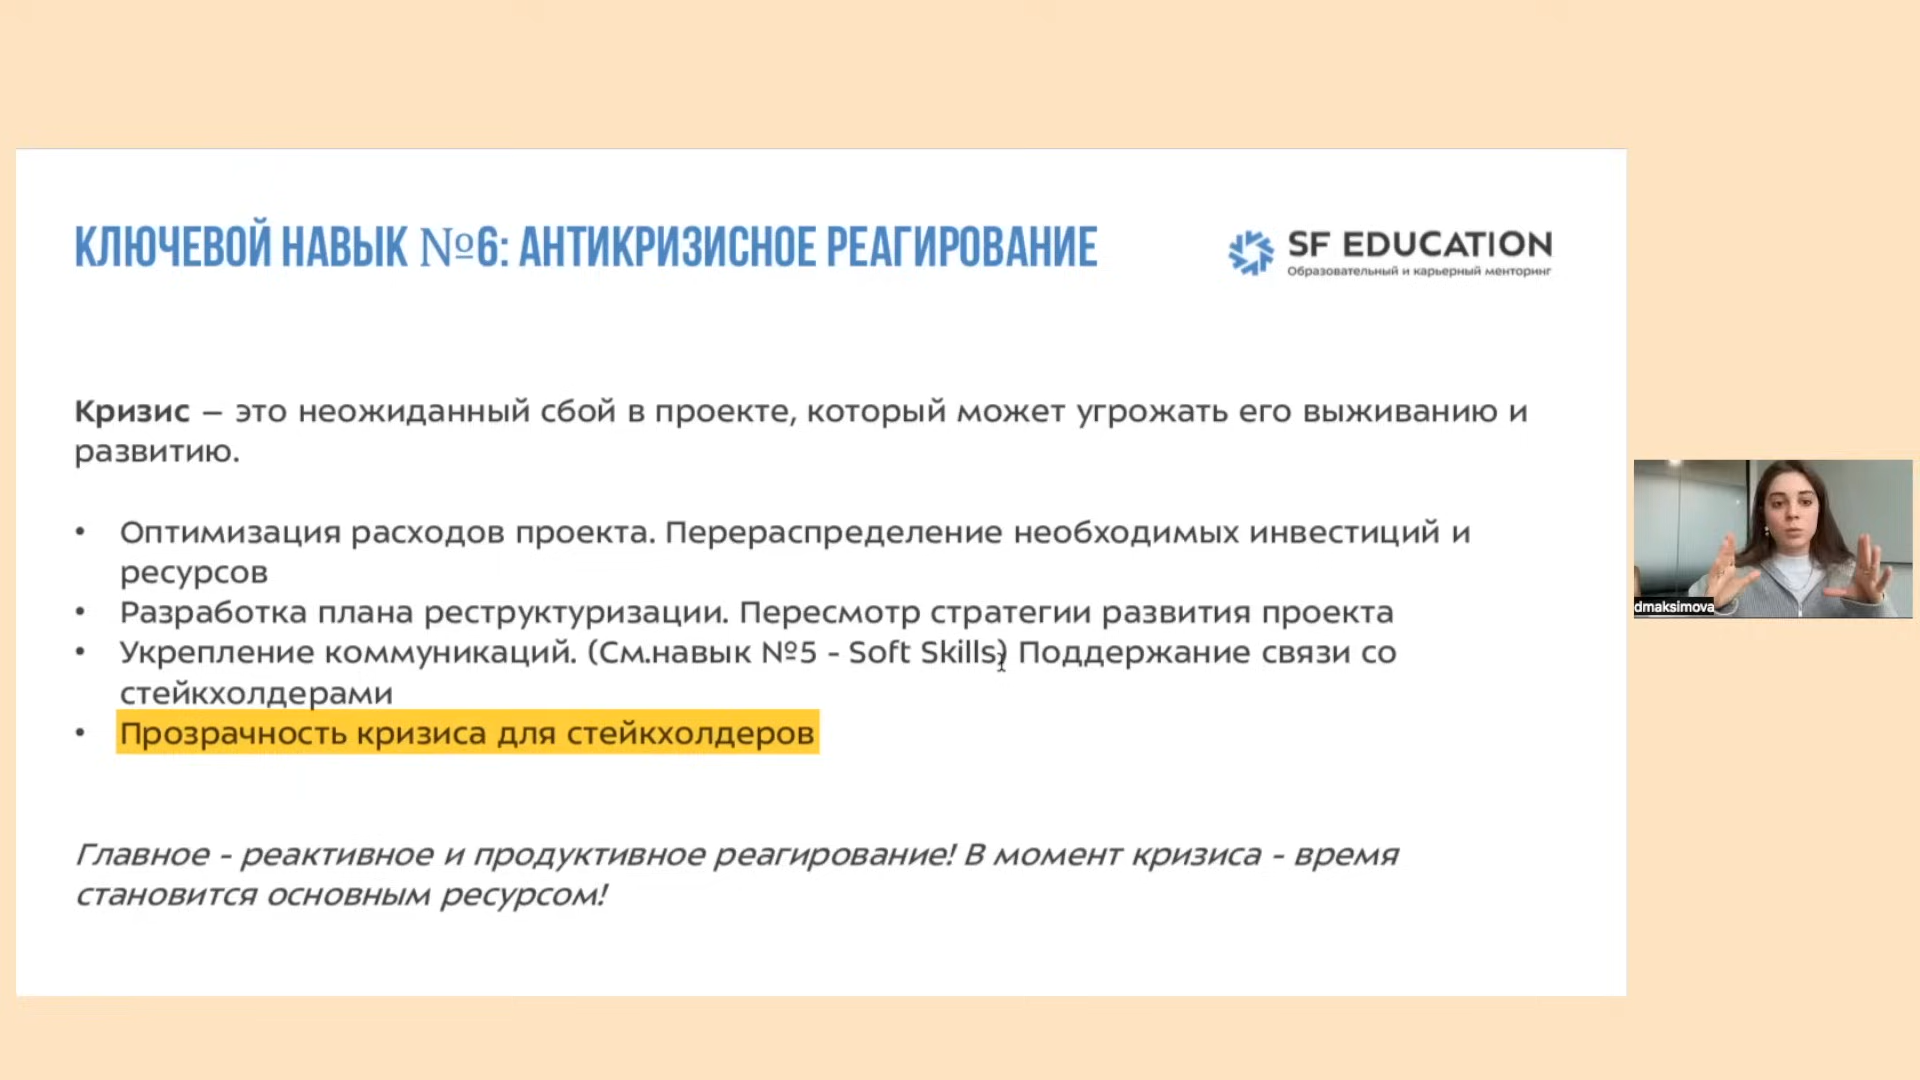 КЛЮЧЕВОЙ НАВЫК №6: АНТИКРИЗИСНОЕ РЕАГИРОВАНИЕ
SF EDUCATION
Образовательный и карьерный менторинг
Кризис – это неожиданный сбой в проекте, который может угрожать его выживанию и
развитию.
• Оптимизация расходов проекта. Перераспределение необходимых инвестиций и
ресурсов
• Разработка плана реструктуризации. Пересмотр стратегии развития проекта
• Укрепление коммуникаций. (См.навык №5 - Soft Skills) Поддержание связи со
стейкхолдерами
• Прозрачность кризиса для стейкхолдеров
Главное - реактивное и продуктивное реагирование! В момент кризиса - время
становится основным ресурсом!
dmaksimova